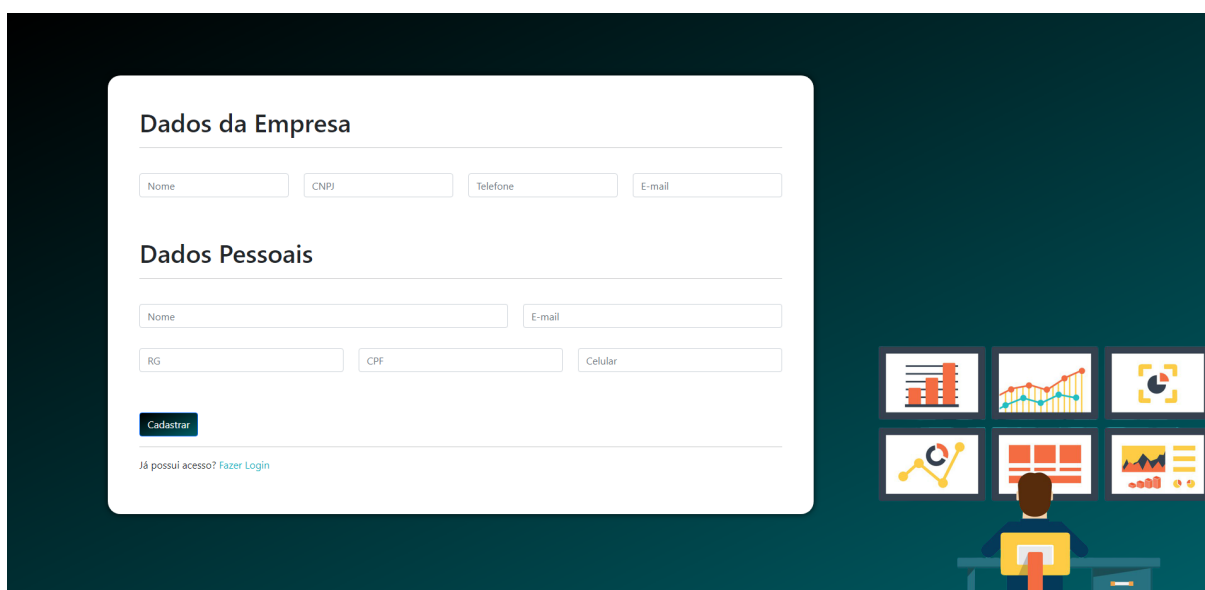 Dados da Empresa
Nome CNPJ Telefone E-mail
Dados Pessoais
Nome E-mail
RG CPF Celular
Cadastrar
Já possui acesso? Fazer Login